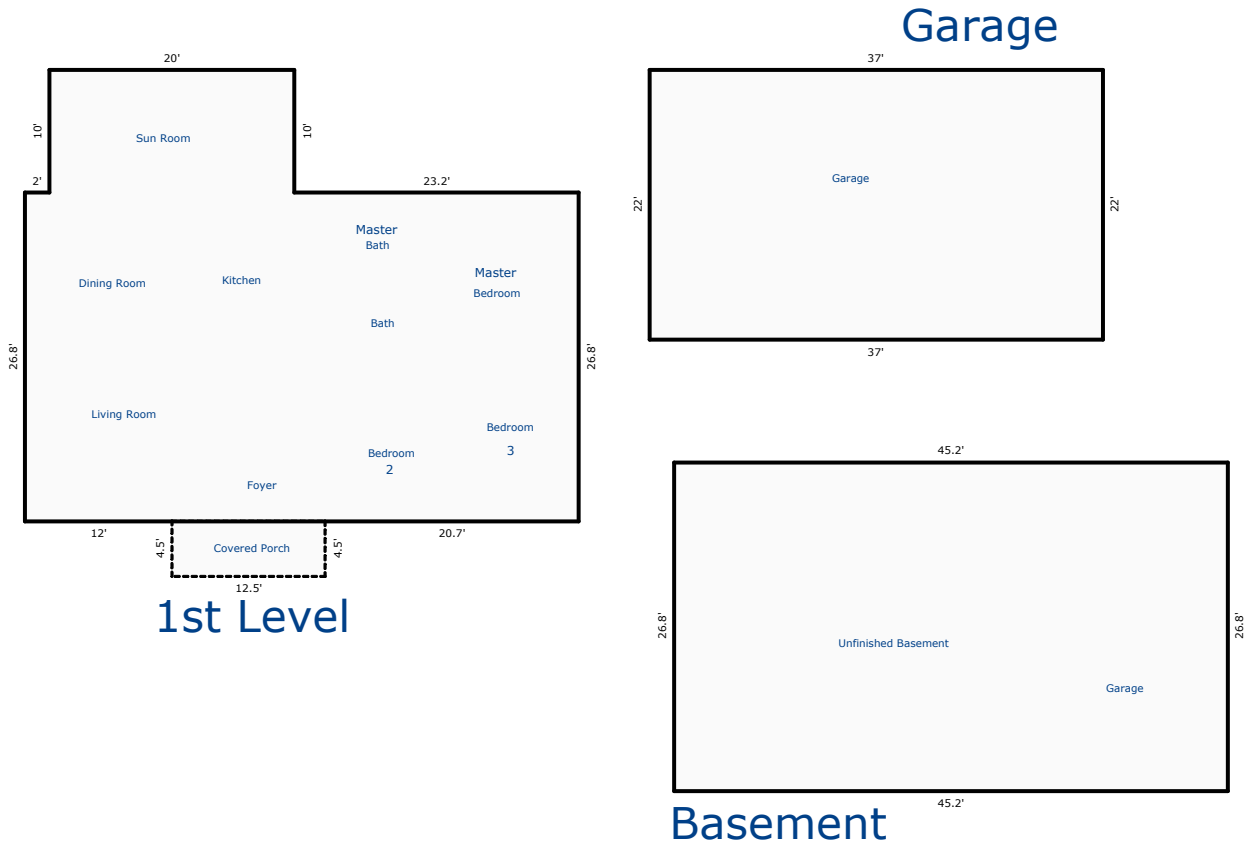 Garage
20'
10'
Sun Room
10'
2'
23.2'
Master
Bath
Master
Bedroom
Dining Room
Kitchen
Bath
26.8'
26.8'
Living Room
Bedroom
3
Bedroom
2
Foyer
12'
20.7'
4.5'
Covered Porch
4.5'
12.5'
1st Level
37'
Garage
22'
22'
37'
45.2'
26.8'
26.8'
Unfinished Basement
Garage
45.2'
Basement